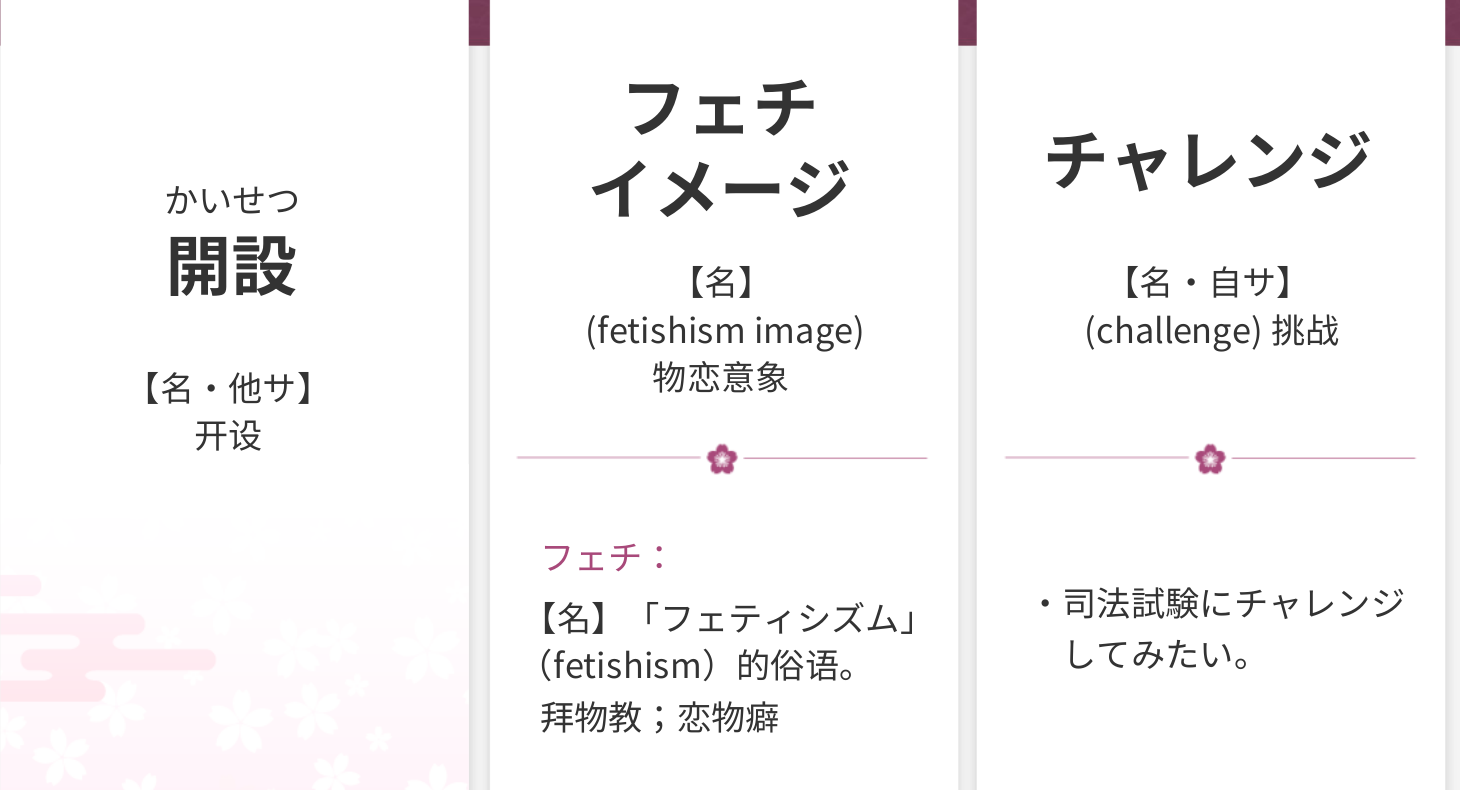 かいせつ
開設
【名・他サ】
开设
フェチ
イメージ
【名】
(fetishism image)
物恋意象
フェチ：
【名】「フェティシズム」
（fetishism）的俗语。
拜物教；恋物癖
チャレンジ
【名・自サ】
(challenge) 挑战
・司法試験にチャレンジ
してみたい。